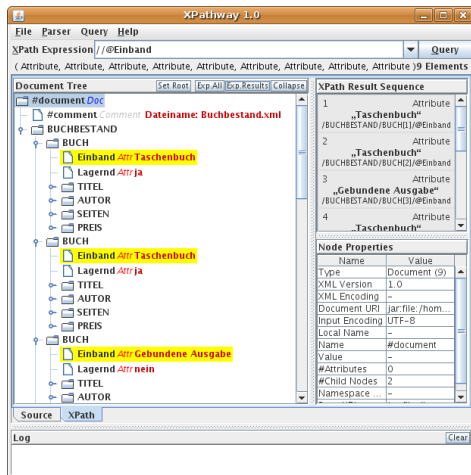 XPathway 1.0
File Parser Query Help
XPath Expression //@Einband Query
( Attribute, Attribute, Attribute, Attribute, Attribute, Attribute, Attribute, Attribute, Attribute )9 Elements
Document Tree Set Root Exp.All Exp.Results Collapse
#document Doc
#comment Comment Dateiname: Buchbestand.xml
BUCHBESTAND
BUCH
Einband Attr Taschenbuch
Lagernd Attr ja
TITEL
AUTOR
SEITEN
PREIS
BUCH
Einband Attr Taschenbuch
Lagernd Attr ja
TITEL
AUTOR
SEITEN
PREIS
BUCH
Einband Attr Gebundene Ausgabe
Lagernd Attr nein
TITEL
AUTOR
XPath Result Sequence
1 Attribute
„Taschenbuch“
/BUCHBESTAND/BUCH[1]/@Einband
2 Attribute
„Taschenbuch“
/BUCHBESTAND/BUCH[2]/@Einband
3 Attribute
„Gebundene Ausgabe“
/BUCHBESTAND/BUCH[3]/@Einband
4 Attribute
„Taschenbuch“
Node Properties
Name Value
Type Document (9)
XML Version 1.0
XML Encoding –
Document URI jar:file:/hom...
Input Encoding UTF-8
Local Name –
Name #document
Value –
#Attributes 0
#Child Nodes 2
Namespace ... –
Source XPath
Log Clear